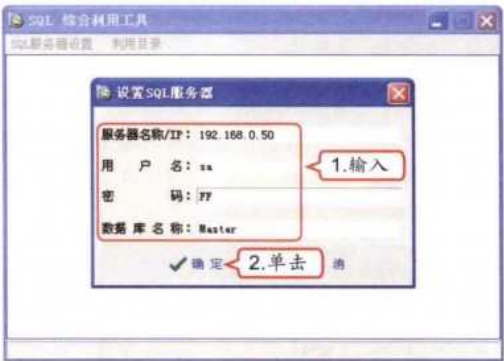 SQL 综合利用工具
SQL服务器设置 利用目录
设置SQL服务器
服务器名称/IP: 192.168.0.50
用 户 名: sa
1.输入
密 码: FF
数据 库 名 称: Master
确 定
2.单击
消